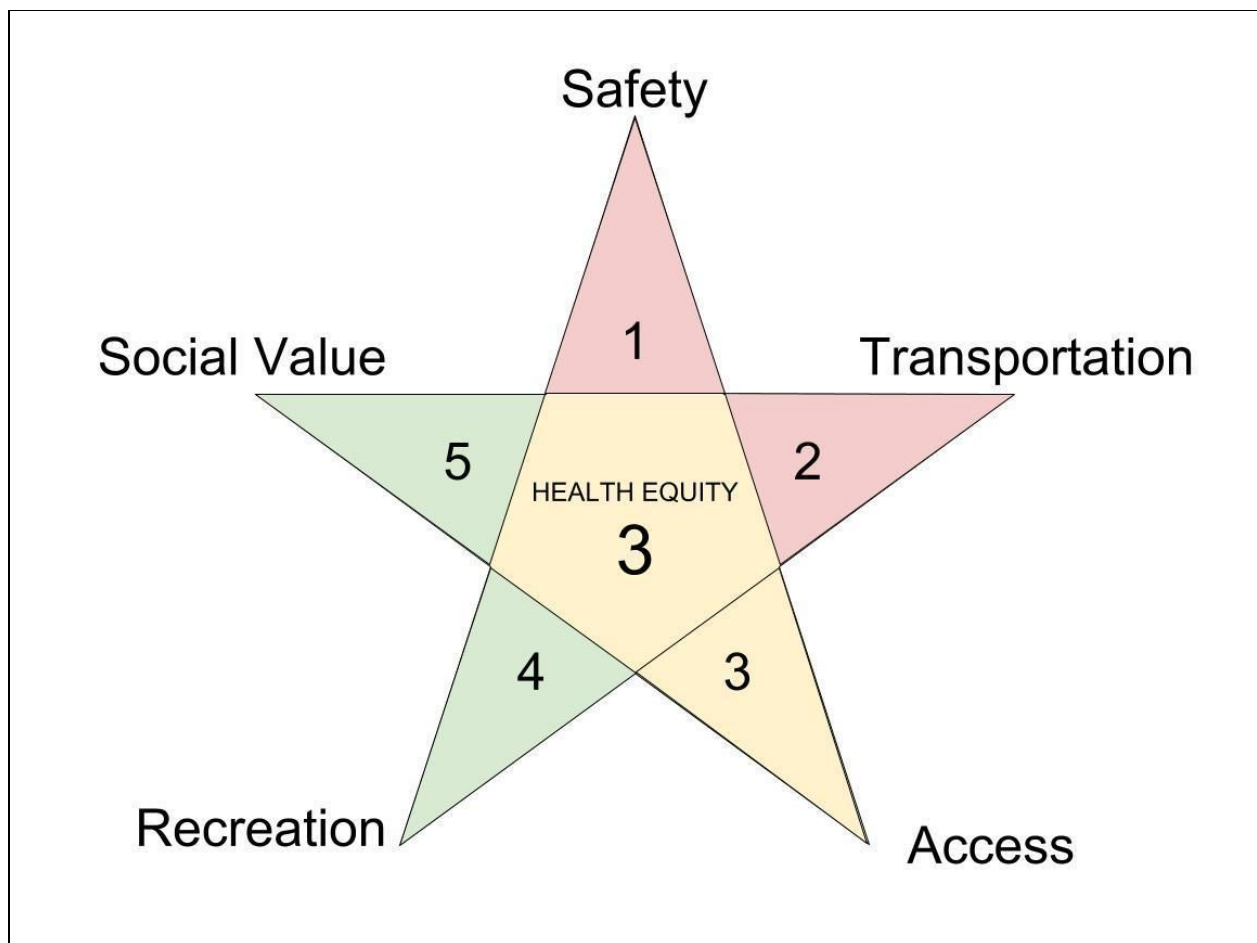 Safety
1
Social Value
Transportation
5
2
HEALTH EQUITY
3
4
3
Recreation
Access